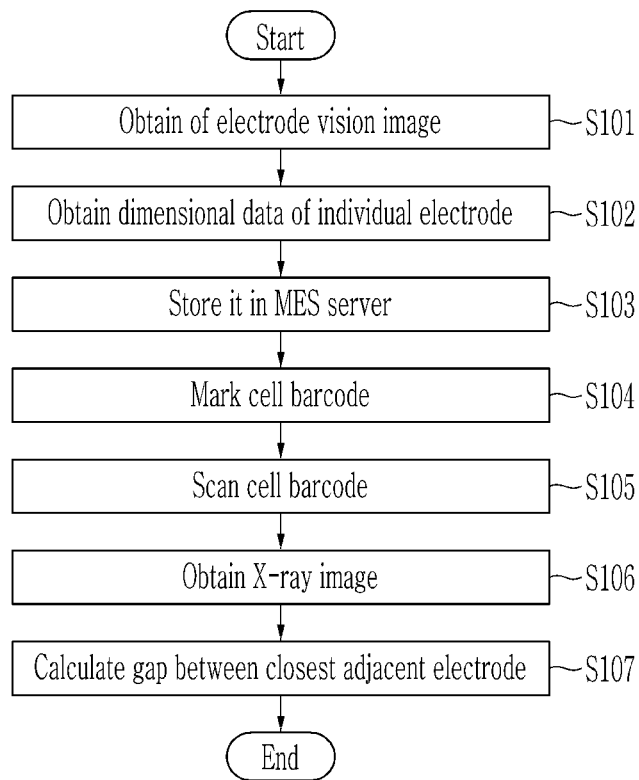 Start
Obtain of electrode vision image
S101
Obtain dimensional data of individual electrode
S102
Store it in MES server
S103
Mark cell barcode
S104
Scan cell barcode
S105
Obtain X-ray image
S106
Calculate gap between closest adjacent electrode
S107
End